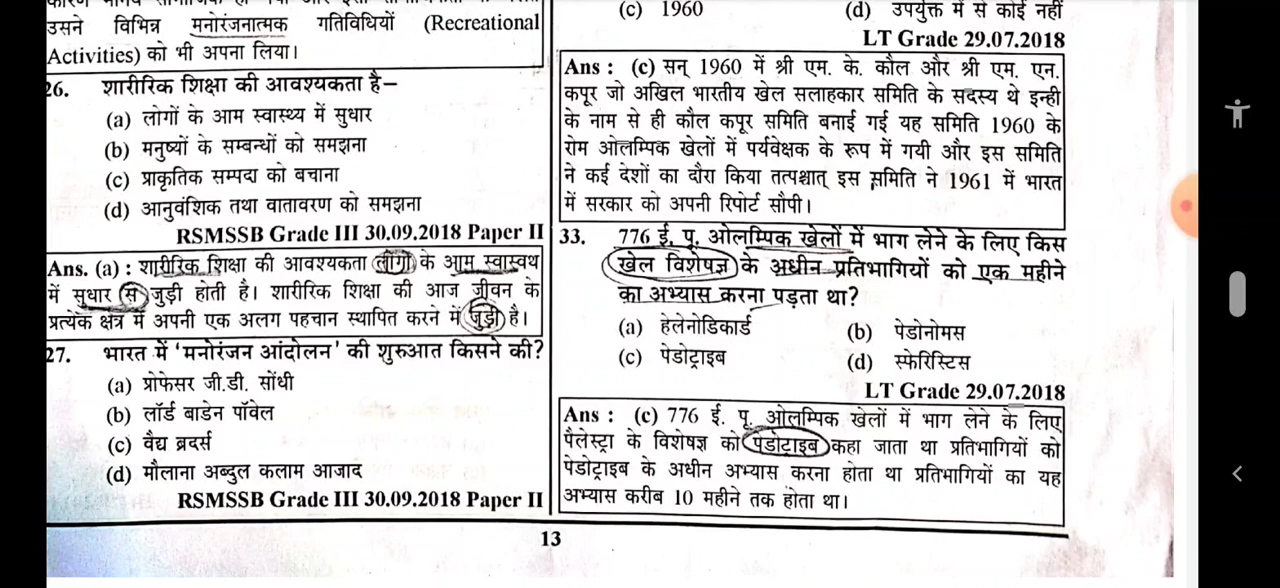 उसने विभिन्न मनोरंजनात्मक गतिविधियों (Recreational
Activities) को भी अपना लिया।
26. शारीरिक शिक्षा की आवश्यकता है–
(a) लोगों के आम स्वास्थ्य में सुधार
(b) मनुष्यों के सम्बन्धों को समझना
(c) प्राकृतिक सम्पदा को बचाना
(d) आनुवंशिक तथा वातावरण को समझना
RSMSSB Grade III 30.09.2018 Paper II
Ans. (a) : शारीरिक शिक्षा की आवश्यकता लोगों के आम स्वास्थ्य
में सुधार से जुड़ी होती है। शारीरिक शिक्षा की आज जीवन के
प्रत्येक क्षेत्र में अपनी एक अलग पहचान स्थापित करने में जुड़ी है।
27. भारत में 'मनोरंजन आंदोलन' की शुरुआत किसने की?
(a) प्रोफेसर जी.डी. सोंधी
(b) लॉर्ड बाडेन पॉवेल
(c) वैद्य ब्रदर्स
(d) मौलाना अब्दुल कलाम आजाद
RSMSSB Grade III 30.09.2018 Paper II
(c) 1960 (d) उपर्युक्त में से कोई नहीं
LT Grade 29.07.2018
Ans : (c) सन् 1960 में श्री एम. के. कौल और श्री एम. एन.
कपूर जो अखिल भारतीय खेल सलाहकार समिति के सदस्य थे इन्ही
के नाम से ही कौल कपूर समिति बनाई गई यह समिति 1960 के
रोम ओलम्पिक खेलों में पर्यवेक्षक के रूप में गयी और इस समिति
ने कई देशों का दौरा किया तत्पश्चात् इस समिति ने 1961 में भारत
में सरकार को अपनी रिपोर्ट सौपी।
33. 776 ई. पू. ओलम्पिक खेलों में भाग लेने के लिए किस
खेल विशेषज्ञ के अधीन प्रतिभागियों को एक महीने
का अभ्यास करना पड़ता था?
(a) हेलेनोडिकार्ड (b) पेडोनोमस
(c) पेडोट्राइब (d) स्फेरिस्टिस
LT Grade 29.07.2018
Ans : (c) 776 ई. पू. ओलम्पिक खेलों में भाग लेने के लिए
पैलेस्ट्रा के विशेषज्ञ को पेडोट्राइब कहा जाता था प्रतिभागियों को
पेडोट्राइब के अधीन अभ्यास करना होता था प्रतिभागियों का यह
अभ्यास करीब 10 महीने तक होता था।
13